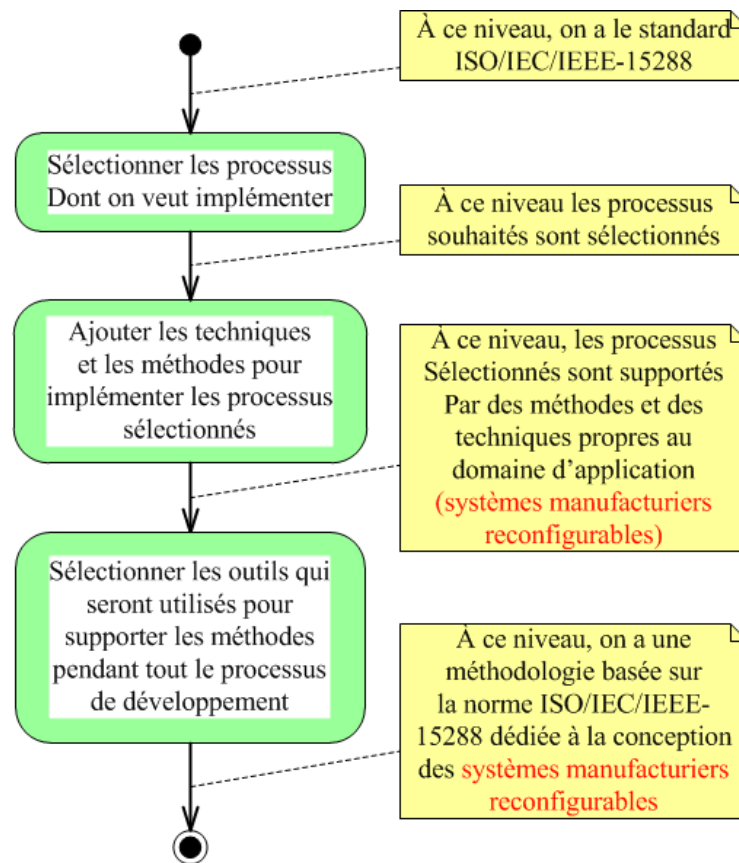 À ce niveau, on a le standard
ISO/IEC/IEEE-15288
Sélectionner les processus
Dont on veut implémenter
À ce niveau les processus
souhaités sont sélectionnés
Ajouter les techniques
et les méthodes pour
implémenter les processus
sélectionnés
À ce niveau, les processus
Sélectionnés sont supportés
Par des méthodes et des
techniques propres au
domaine d’application
(systèmes manufacturiers
reconfigurables)
Sélectionner les outils qui
seront utilisés pour
supporter les méthodes
pendant tout le processus
de développement
À ce niveau, on a une
méthodologie basée sur
la norme ISO/IEC/IEEE-
15288 dédiée à la conception
des systèmes manufacturiers
reconfigurables